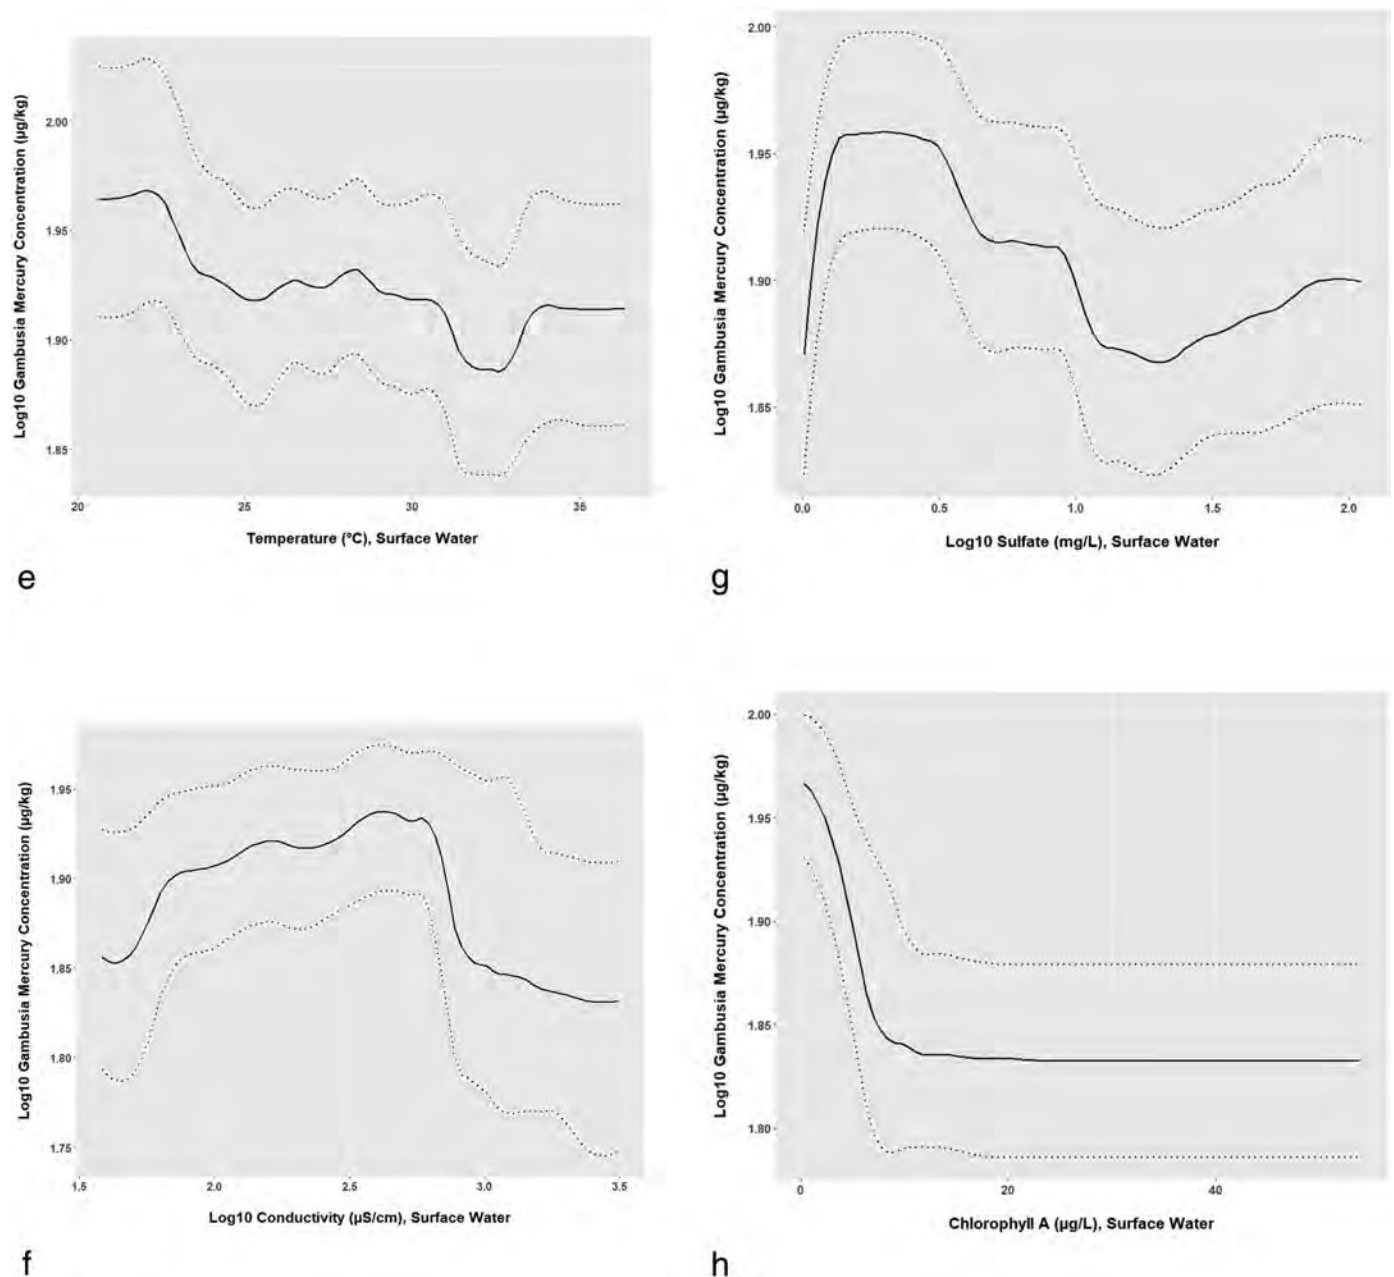 Log10 Gambusia Mercury Concentration (µg/kg)
2.00
1.95
1.90
1.85
20
25
30
35
Temperature (°C), Surface Water
e
Log10 Gambusia Mercury Concentration (µg/kg)
2.00
1.95
1.90
1.85
0.0
0.5
1.0
1.5
2.0
Log10 Sulfate (mg/L), Surface Water
g
Log10 Gambusia Mercury Concentration (µg/kg)
1.95
1.90
1.85
1.80
1.75
1.5
2.0
2.5
3.0
3.5
Log10 Conductivity (µS/cm), Surface Water
f
Log10 Gambusia Mercury Concentration (µg/kg)
2.00
1.95
1.90
1.85
1.80
0
20
40
Chlorophyll A (µg/L), Surface Water
h